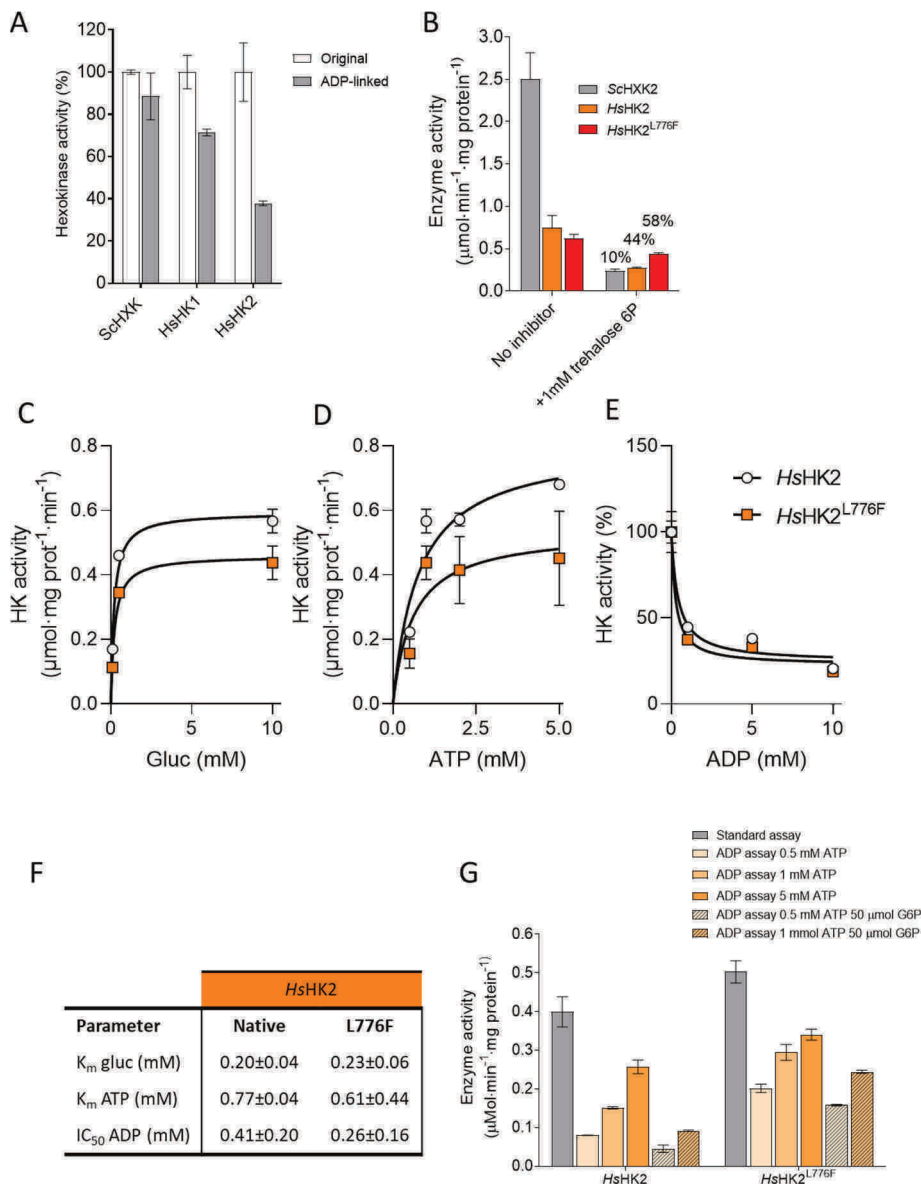 A
Hexokinase activity (%)
120
100
80
60
40
20
0
ScHXK
HsHK1
HsHK2
Original
ADP-linked
B
Enzyme activity
(µmol·min⁻¹·mg protein⁻¹)
3.0
2.5
2.0
1.5
1.0
0.5
0.0
ScHXK2
HsHK2
HsHK2ᴸ⁷⁷⁶ᶠ
10%
44%
58%
No inhibitor
+1mM trehalose 6P
C
HK activity
(µmol·mg prot⁻¹·min⁻¹)
0.8
0.6
0.4
0.2
0.0
0
5
10
Gluc (mM)
D
HK activity
(µmol·mg prot⁻¹·min⁻¹)
0.8
0.6
0.4
0.2
0.0
0.0
2.5
5.0
ATP (mM)
E
HK activity (%)
150
100
50
0
0
5
10
ADP (mM)
HsHK2
HsHK2ᴸ⁷⁷⁶ᶠ
F
HsHK2
Parameter Native L776F
Kₘ gluc (mM) 0.20±0.04 0.23±0.06
Kₘ ATP (mM) 0.77±0.04 0.61±0.44
IC₅₀ ADP (mM) 0.41±0.20 0.26±0.16
G
Standard assay
ADP assay 0.5 mM ATP
ADP assay 1 mM ATP
ADP assay 5 mM ATP
ADP assay 0.5 mM ATP 50 µmol G6P
ADP assay 1 mmol ATP 50 µmol G6P
Enzyme activity
(µMol·min⁻¹·mg protein⁻¹)
0.6
0.5
0.4
0.3
0.2
0.1
0.0
HsHK2
HsHK2ᴸ⁷⁷⁶ᶠ